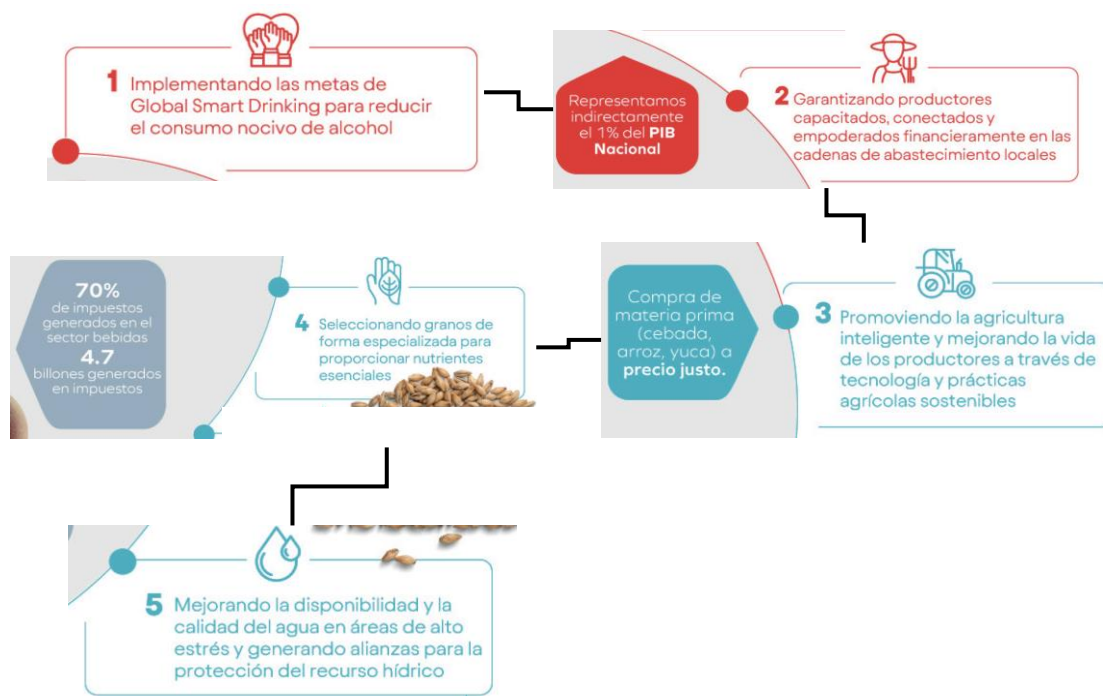 1 Implementando las metas de
Global Smart Drinking para reducir
el consumo nocivo de alcohol
Representamos
indirectamente
el 1% del PIB
Nacional
2 Garantizando productores
capacitados, conectados y
empoderados financieramente en las
cadenas de abastecimiento locales
Compra de
materia prima
(cebada,
arroz, yuca) a
precio justo.
3 Promoviendo la agricultura
inteligente y mejorando la vida
de los productores a través de
tecnología y prácticas
agrícolas sostenibles
70%
de impuestos
generados en el
sector bebidas
4.7
billones generados
en impuestos
4 Seleccionando granos de
forma especializada para
proporcionar nutrientes
esenciales
5 Mejorando la disponibilidad y la
calidad del agua en áreas de alto
estrés y generando alianzas para la
protección del recurso hídrico